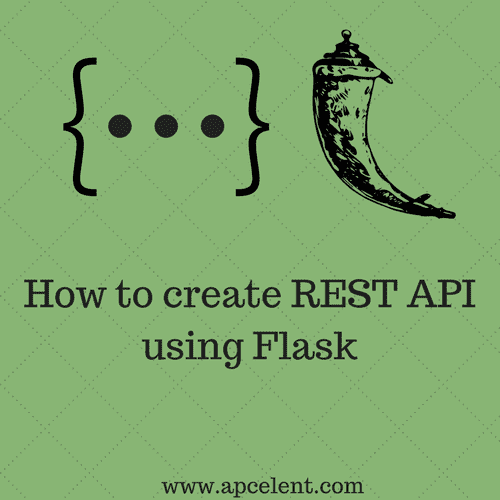 {•••}
How to create REST API
using Flask
www.apcelent.com